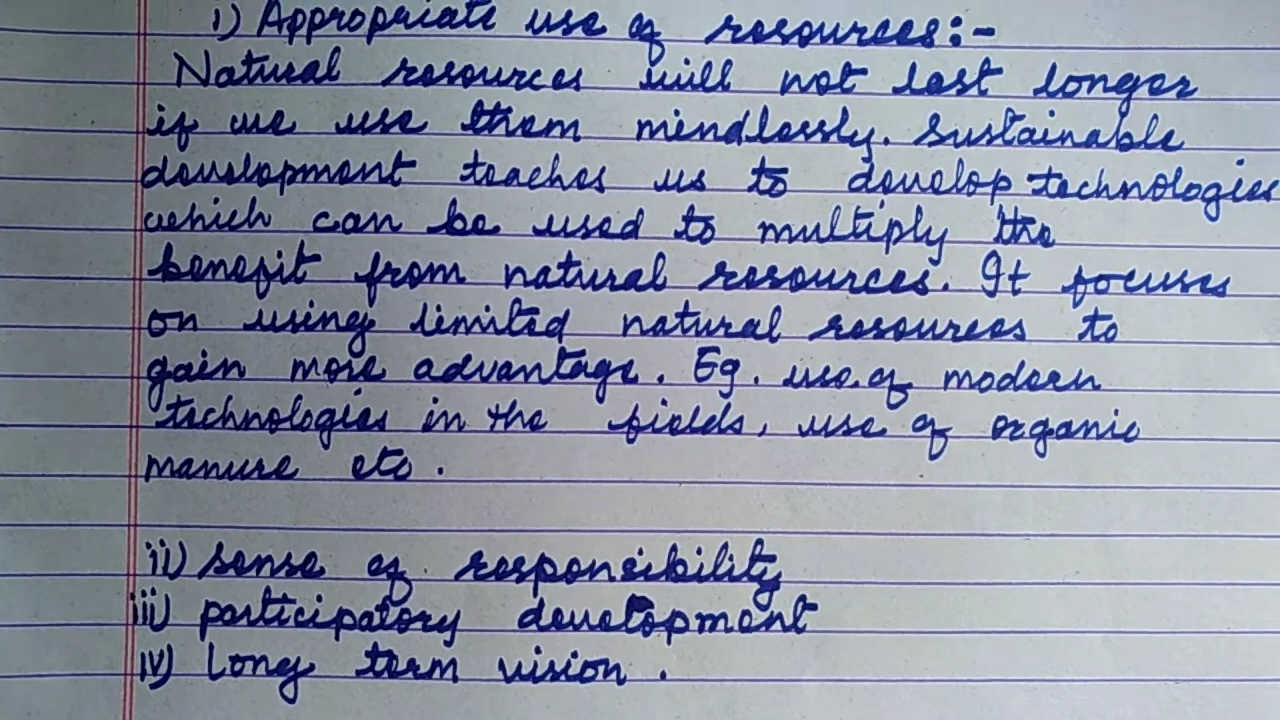 i) Appropriate use of resources:-
Natural resources will not last longer
if we use them mindlessly. Sustainable
development teaches us to develop technologies
which can be used to multiply the
benefit from natural resources. It focuses
on using limited natural resources to
gain more advantage. Eg. use of modern
technologies in the fields, use of organic
manure etc.
ii) sense of responsibility
iii) participatory development
iv) Long term vision.